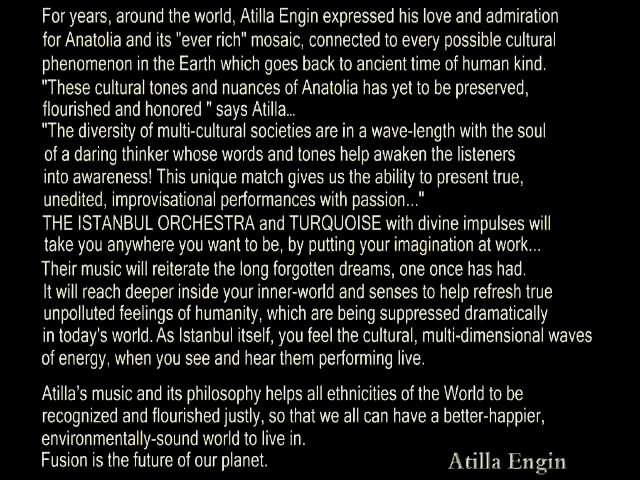 For years, around the world, Atilla Engin expressed his love and admiration
for Anatolia and its "ever rich" mosaic, connected to every possible cultural
phenomenon in the Earth which goes back to ancient time of human kind.
"These cultural tones and nuances of Anatolia has yet to be preserved,
flourished and honored " says Atilla...
"The diversity of multi-cultural societies are in a wave-length with the soul
of a daring thinker whose words and tones help awaken the listeners
into awareness! This unique match gives us the ability to present true,
unedited, improvisational performances with passion..."
THE ISTANBUL ORCHESTRA and TURQUOISE with divine impulses will
take you anywhere you want to be, by putting your imagination at work...
Their music will reiterate the long forgotten dreams, one once has had.
It will reach deeper inside your inner-world and senses to help refresh true
unpolluted feelings of humanity, which are being suppressed dramatically
in today's world. As Istanbul itself, you feel the cultural, multi-dimensional waves
of energy, when you see and hear them performing live.
Atilla's music and its philosophy helps all ethnicities of the World to be
recognized and flourished justly, so that we all can have a better-happier,
environmentally-sound world to live in.
Fusion is the future of our planet.
Atilla Engin